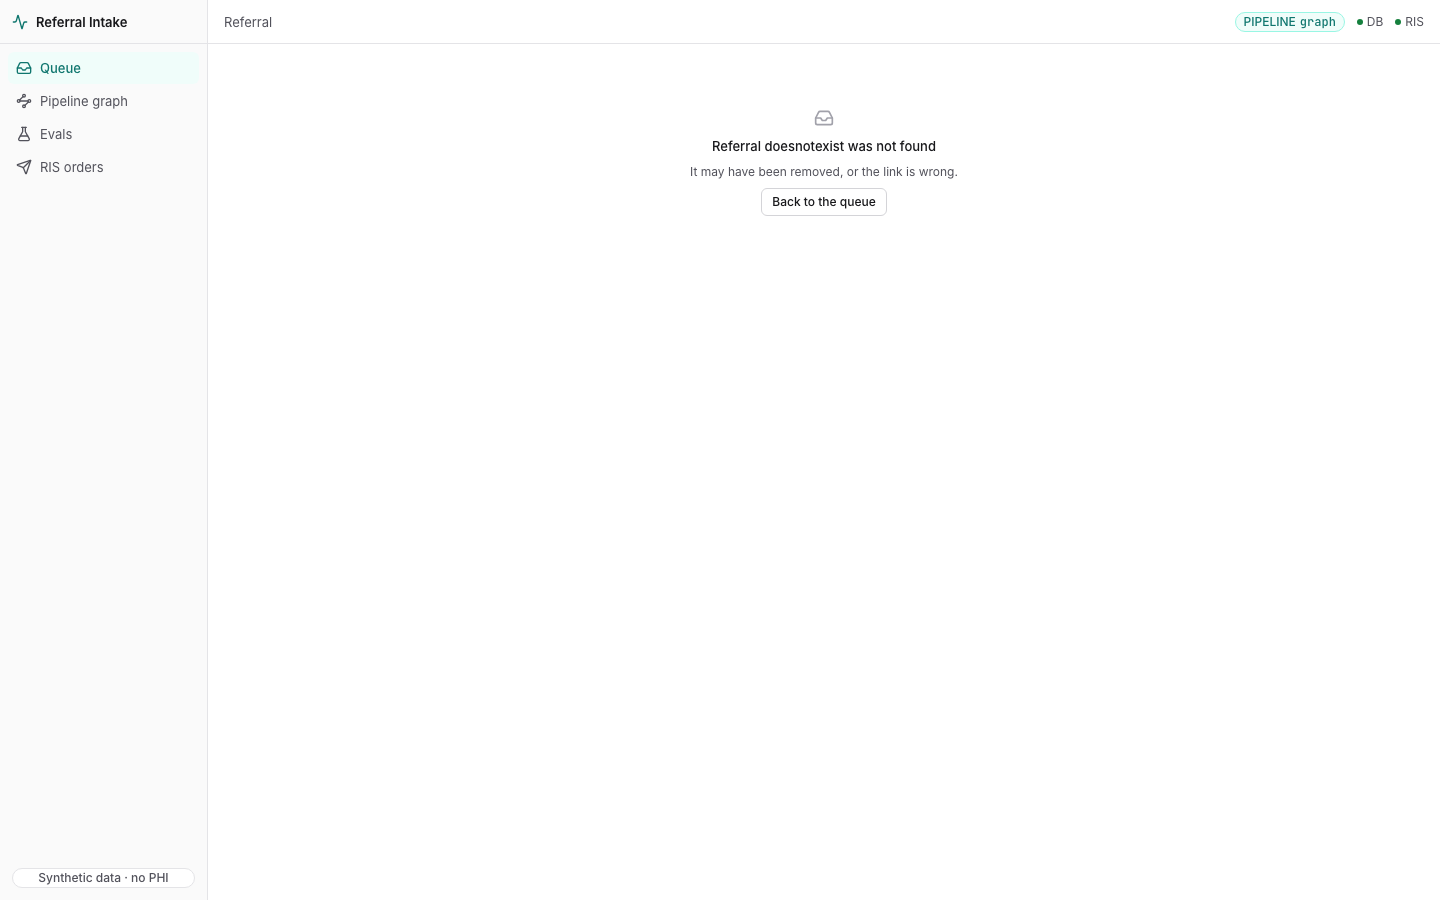 Referral Intake
Referral
PIPELINE graph
DB
RIS
Queue
Pipeline graph
Evals
RIS orders
Referral doesnotexist was not found
It may have been removed, or the link is wrong.
Back to the queue
Synthetic data · no PHI